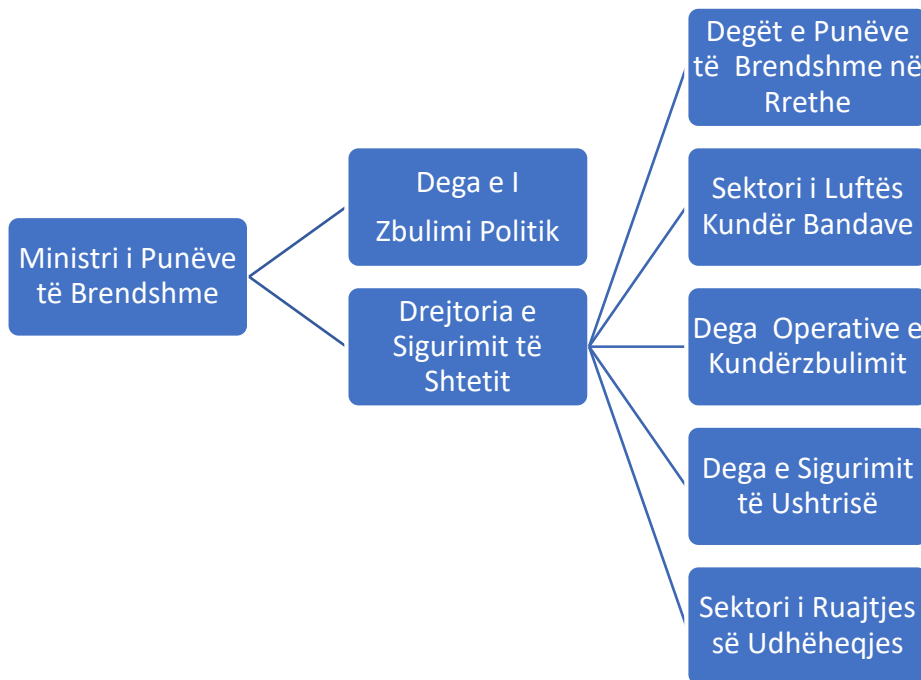 Ministri i Punëve
të Brendshme
Dega e I
Zbulimi Politik
Drejtoria e
Sigurimit të
Shtetit
Degët e Punëve
të Brendshme në
Rrethe
Sektori i Luftës
Kundër Bandave
Dega Operative e
Kundërzbulimit
Dega e Sigurimit
të Ushtrisë
Sektori i Ruajtjes
së Udhëheqjes